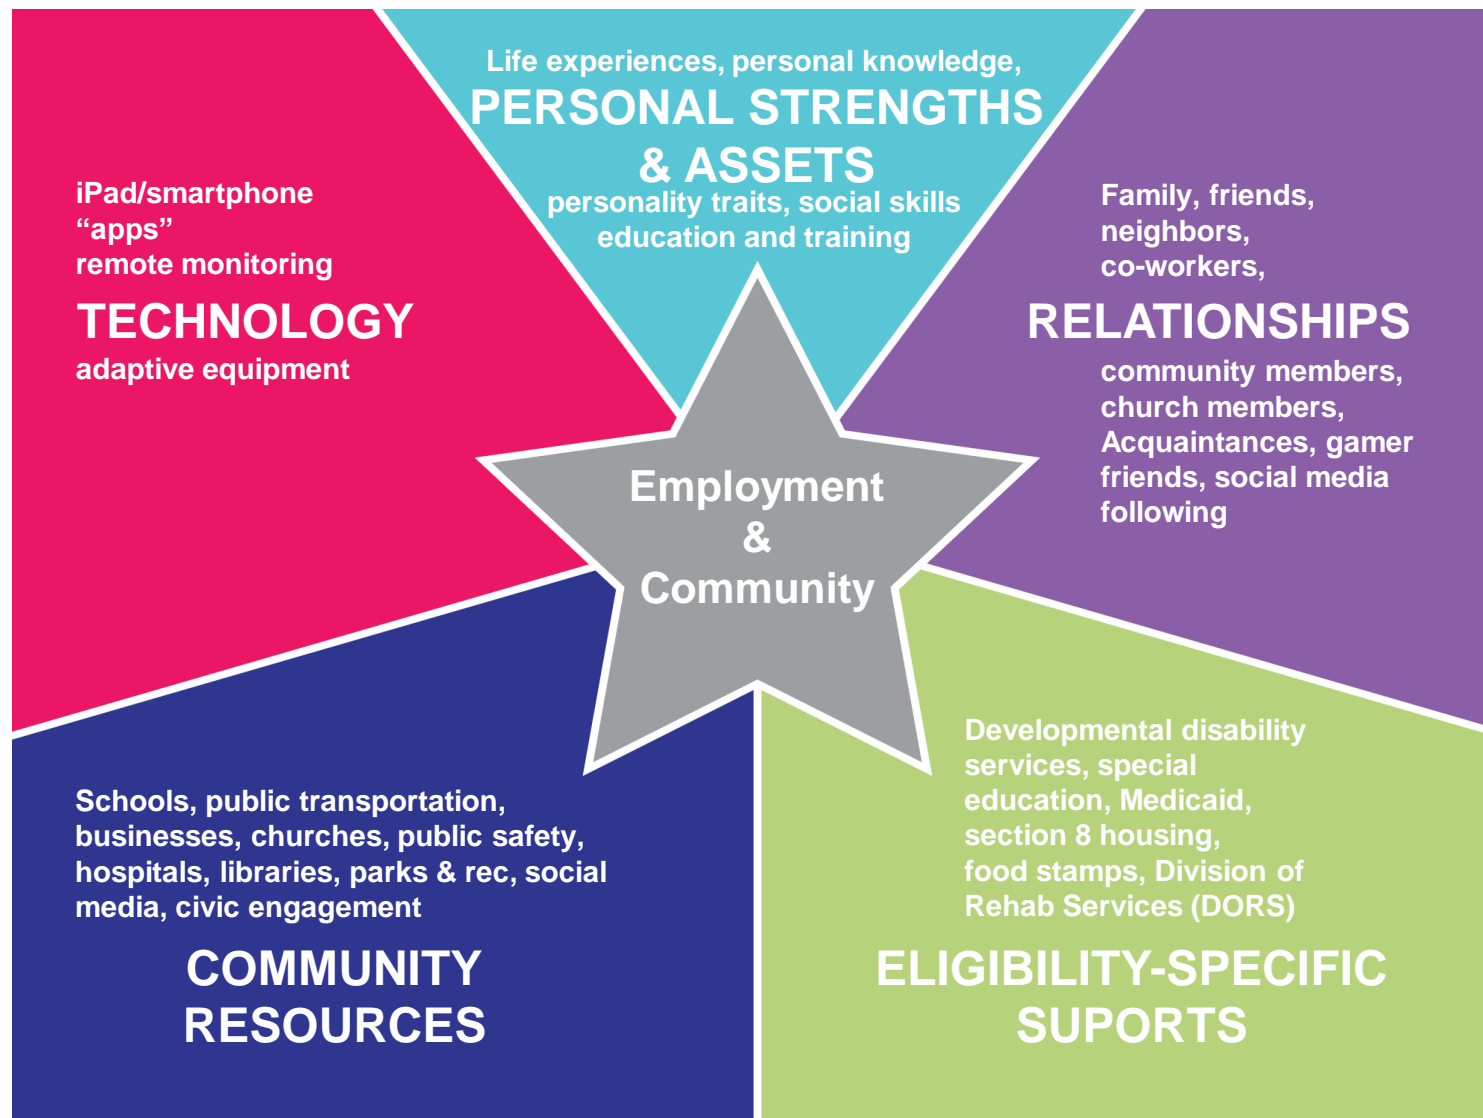 Life experiences, personal knowledge,
PERSONAL STRENGTHS
& ASSETS
personality traits, social skills
education and training
iPad/smartphone
“apps”
remote monitoring
TECHNOLOGY
adaptive equipment
Family, friends,
neighbors,
co-workers,
RELATIONSHIPS
community members,
church members,
Acquaintances, gamer
friends, social media
following
Employment
&
Community
Schools, public transportation,
businesses, churches, public safety,
hospitals, libraries, parks & rec, social
media, civic engagement
COMMUNITY
RESOURCES
Developmental disability
services, special
education, Medicaid,
section 8 housing,
food stamps, Division of
Rehab Services (DORS)
ELIGIBILITY-SPECIFIC
SUPORTS